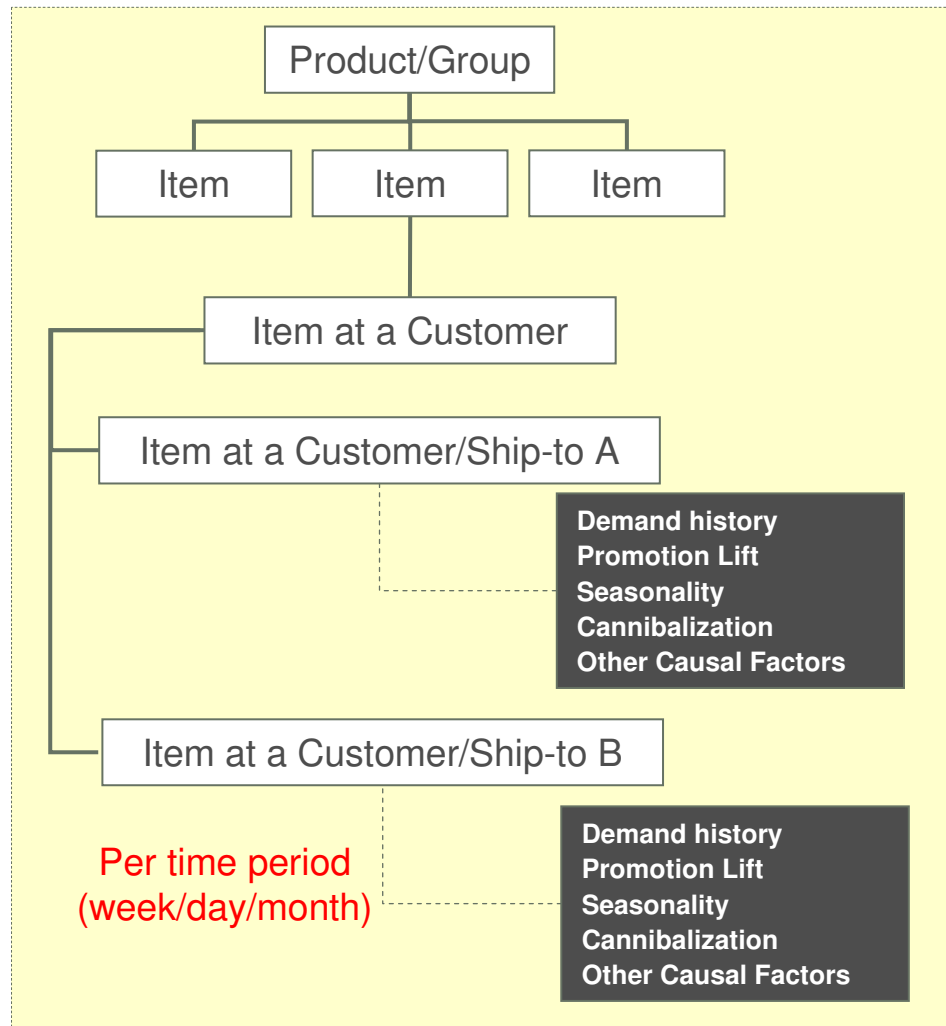 Product/Group
Item
Item
Item
Item at a Customer
Item at a Customer/Ship-to A
Demand history
Promotion Lift
Seasonality
Cannibalization
Other Causal Factors
Item at a Customer/Ship-to B
Per time period
(week/day/month)
Demand history
Promotion Lift
Seasonality
Cannibalization
Other Causal Factors